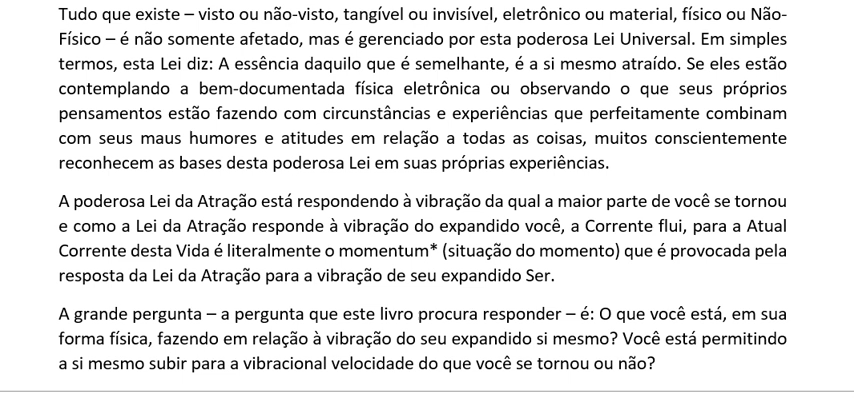 Tudo que existe – visto ou não-visto, tangível ou invisível, eletrônico ou material, físico ou Não-
Físico – é não somente afetado, mas é gerenciado por esta poderosa Lei Universal. Em simples
termos, esta Lei diz: A essência daquilo que é semelhante, é a si mesmo atraído. Se eles estão
contemplando a bem-documentada física eletrônica ou observando o que seus próprios
pensamentos estão fazendo com circunstâncias e experiências que perfeitamente combinam
com seus maus humores e atitudes em relação a todas as coisas, muitos conscientemente
reconhecem as bases desta poderosa Lei em suas próprias experiências.
A poderosa Lei da Atração está respondendo à vibração da qual a maior parte de você se tornou
e como a Lei da Atração responde à vibração do expandido você, a Corrente flui, para a Atual
Corrente desta Vida é literalmente o momentum* (situação do momento) que é provocada pela
resposta da Lei da Atração para a vibração de seu expandido Ser.
A grande pergunta – a pergunta que este livro procura responder – é: O que você está, em sua
forma física, fazendo em relação à vibração do seu expandido si mesmo? Você está permitindo
a si mesmo subir para a vibracional velocidade do que você se tornou ou não?